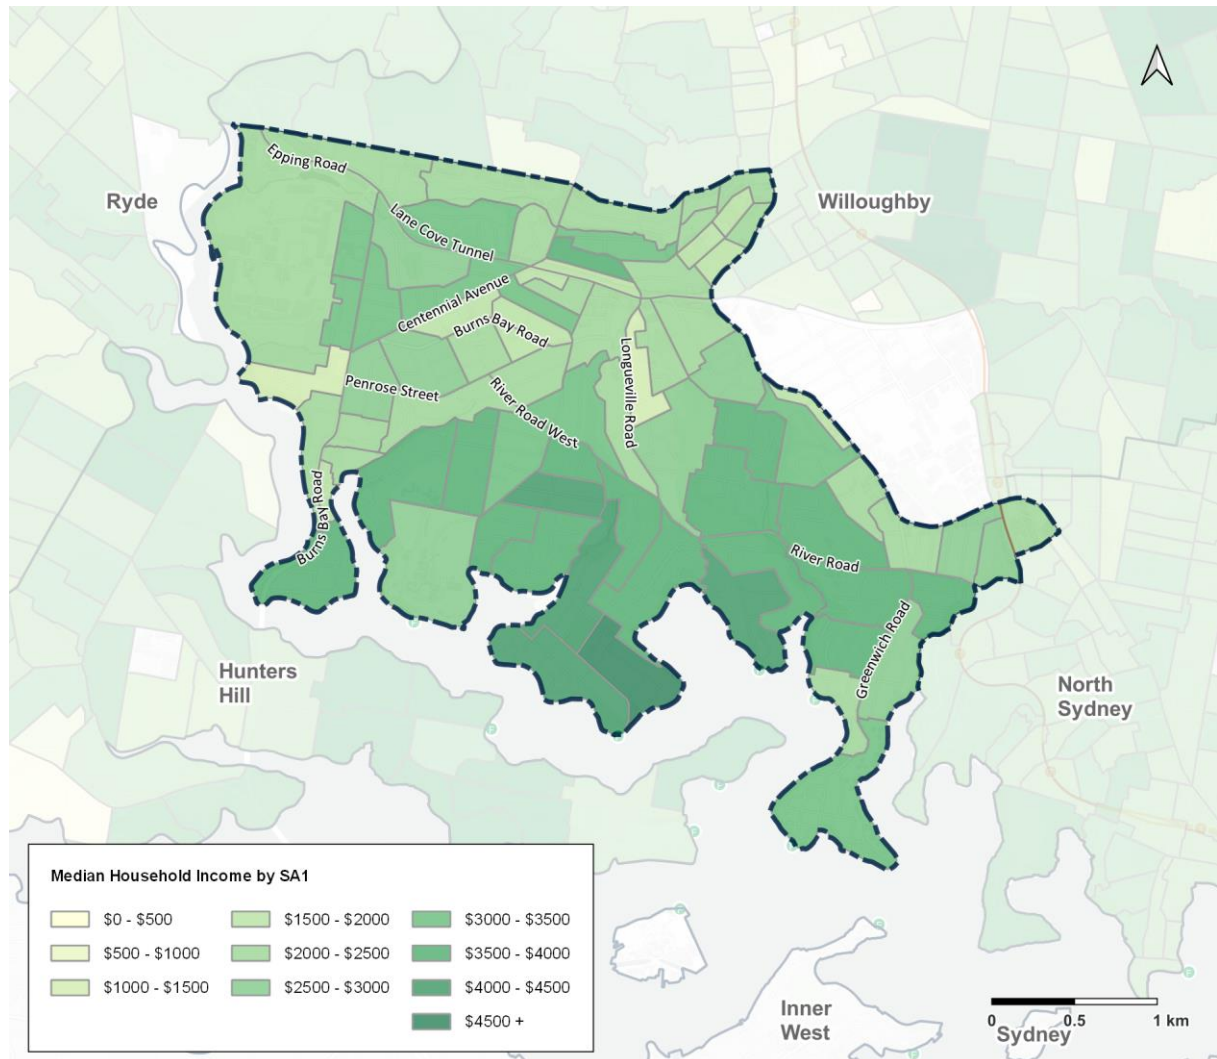 Epping Road
Ryde
Willoughby
Lane Cove Tunnel
Centennial Avenue
Burns Bay Road
Longueville Road
Penrose Street
River Road West
Burns Bay Road
River Road
Greenwich Road
Hunters
Hill
North
Sydney
Median Household Income by SA1
$0 - $500
$1500 - $2000
$3000 - $3500
$500 - $1000
$2000 - $2500
$3500 - $4000
$1000 - $1500
$2500 - $3000
$4000 - $4500
$4500 +
Inner
West
0
0.5
1 km
Sydney